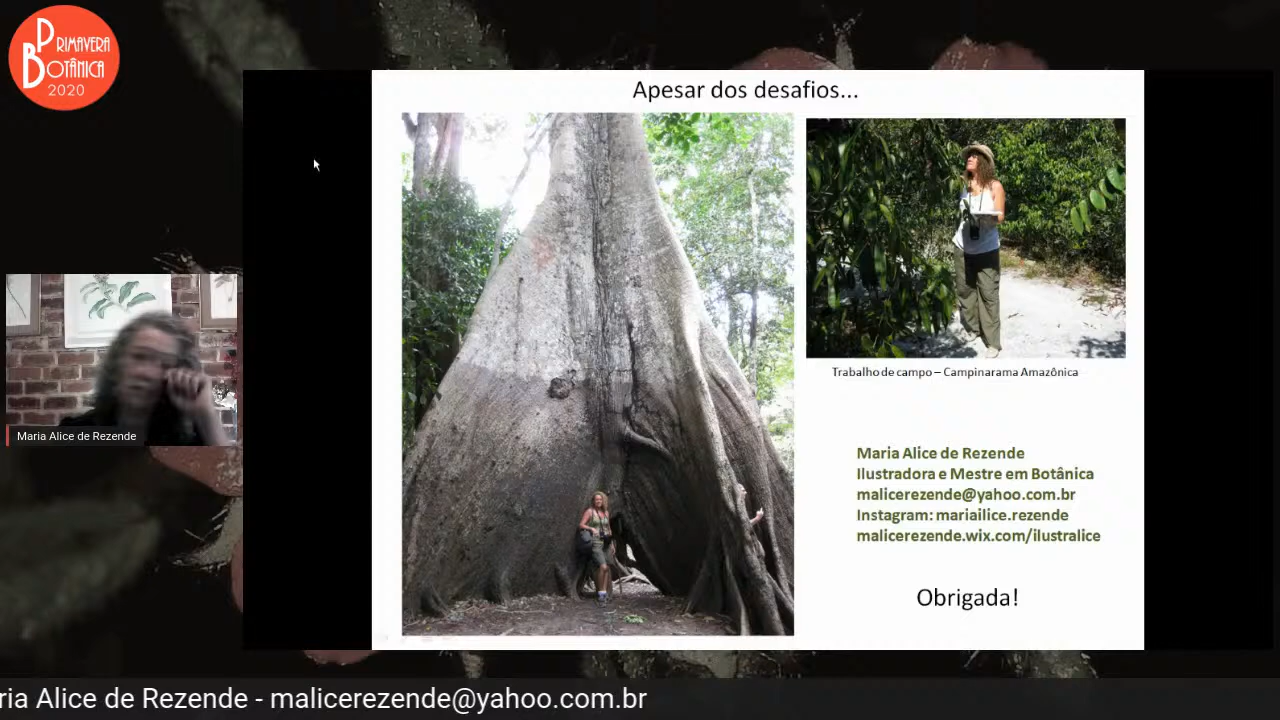 PRIMAVERA
BOTÂNICA
2020
Apesar dos desafios...
Trabalho de campo – Campinarama Amazônica
Maria Alice de Rezende
Maria Alice de Rezende
Ilustradora e Mestre em Botânica
malicerezende@yahoo.com.br
Instagram: mariailice.rezende
malicerezende.wix.com/ilustralice
Obrigada!
ria Alice de Rezende - malicerezende@yahoo.com.br